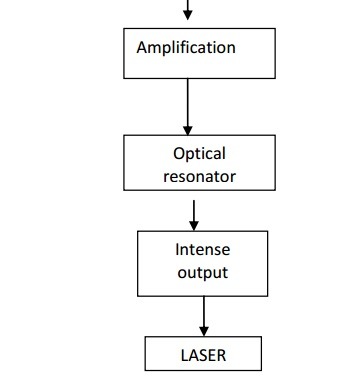 Amplification
Optical
resonator
Intense
output
LASER